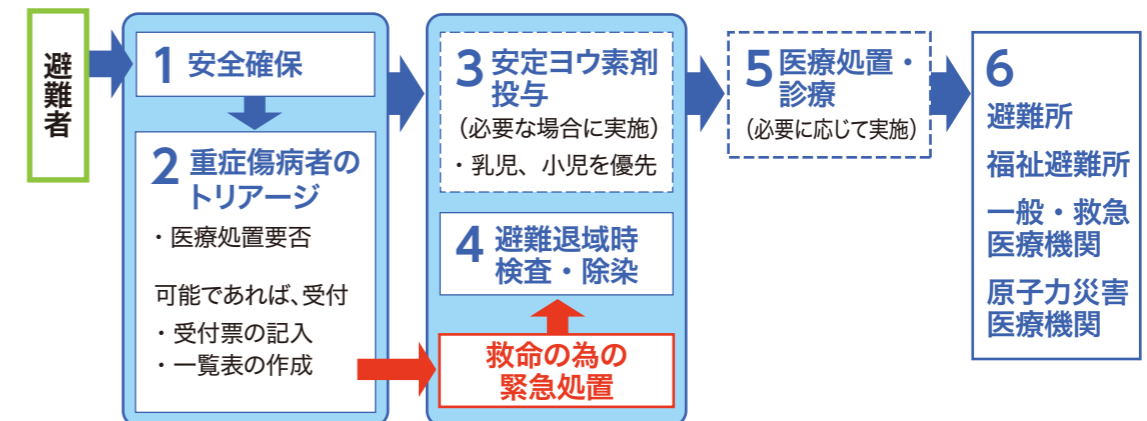 避難者
1 安全確保
2 重症傷病者の
トリアージ
・医療処置要否
可能であれば、受付
・受付票の記入
・一覧表の作成
3 安定ヨウ素剤
投与
（必要な場合に実施）
・乳児、小児を優先
4 避難退域時
検査・除染
救命の為の
緊急処置
5 医療処置・
診療
（必要に応じて実施）
6
避難所
福祉避難所
一般・救急
医療機関
原子力災害
医療機関